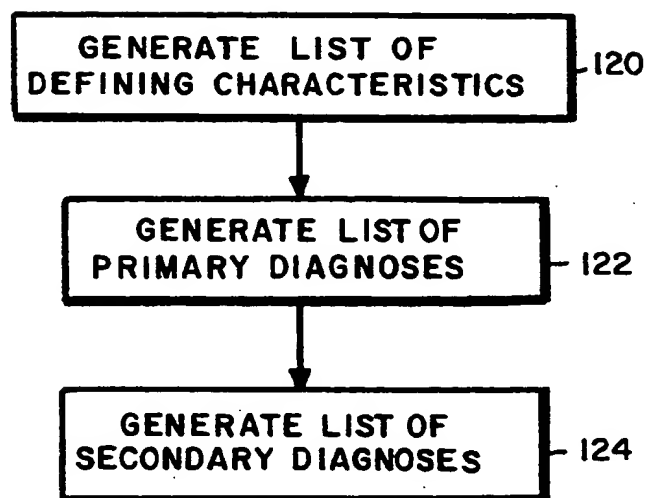 GENERATE LIST OF
DEFINING CHARACTERISTICS
120
GENERATE LIST OF
PRIMARY DIAGNOSES
122
GENERATE LIST OF
SECONDARY DIAGNOSES
124